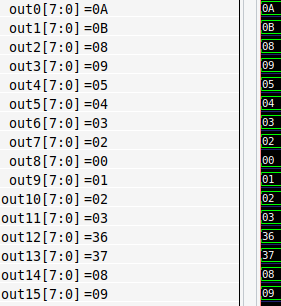 out0[7:0]=0A 0A
out1[7:0]=0B 0B
out2[7:0]=08 08
out3[7:0]=09 09
out4[7:0]=05 05
out5[7:0]=04 04
out6[7:0]=03 03
out7[7:0]=02 02
out8[7:0]=00 00
out9[7:0]=01 01
out10[7:0]=02 02
out11[7:0]=03 03
out12[7:0]=36 36
out13[7:0]=37 37
out14[7:0]=08 08
out15[7:0]=09 09